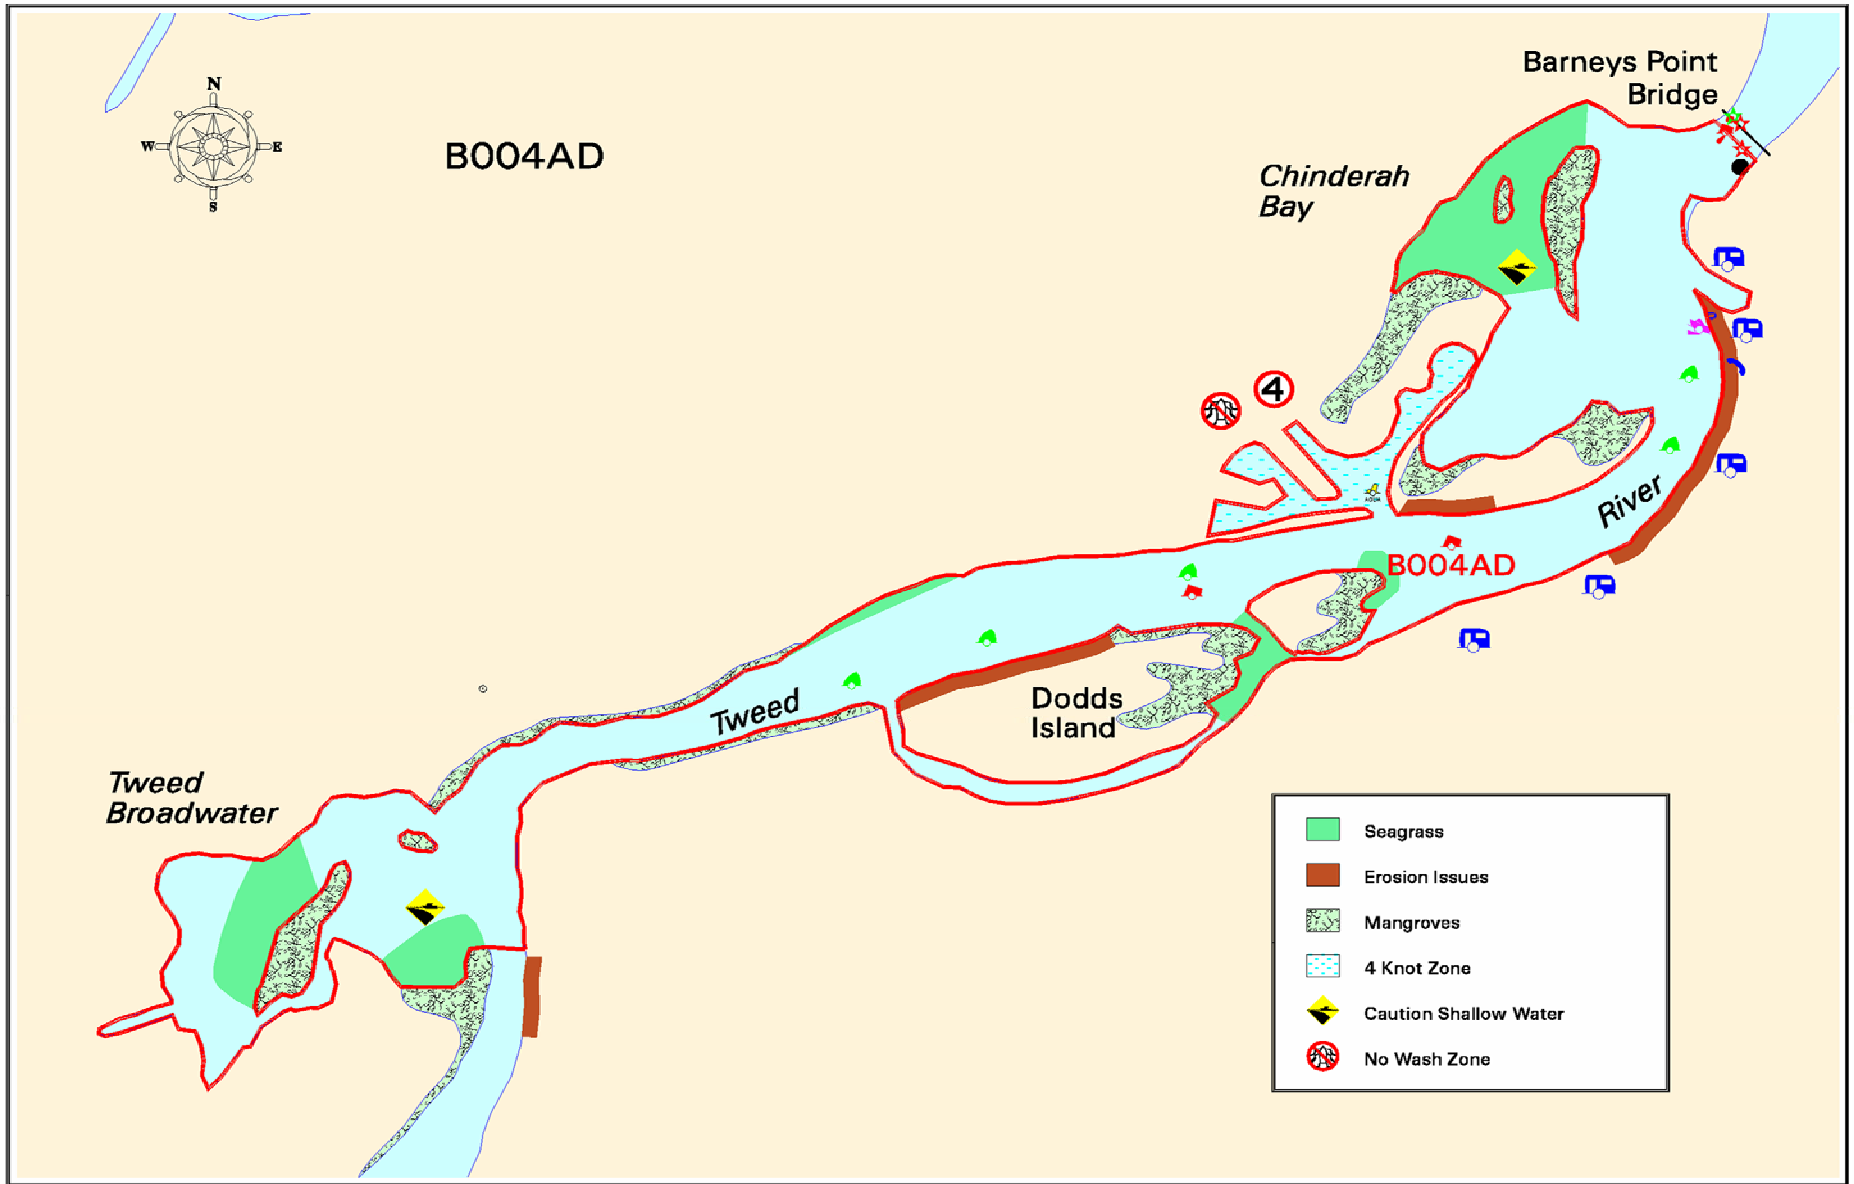 Barneys Point
Bridge
N
W
E
S
B004AD
Chinderah
Bay
4
AQUA
River
B004AD
Tweed
Dodds
Island
Tweed
Broadwater
Seagrass
Erosion Issues
Mangroves
4 Knot Zone
Caution Shallow Water
No Wash Zone